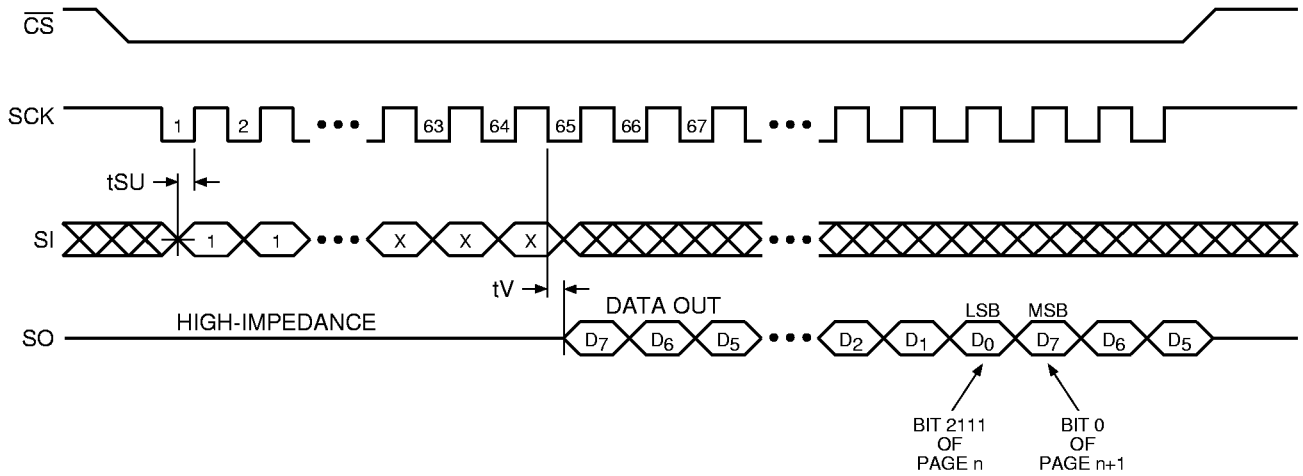 CS
SCK
1 2 63 64 65 66 67
tSU
SI
1 1 X X X
tV
DATA OUT
HIGH-IMPEDANCE
LSB MSB
SO
D7 D6 D5 D2 D1 D0 D7 D6 D5
BIT 2111
OF
PAGE n
BIT 0
OF
PAGE n+1